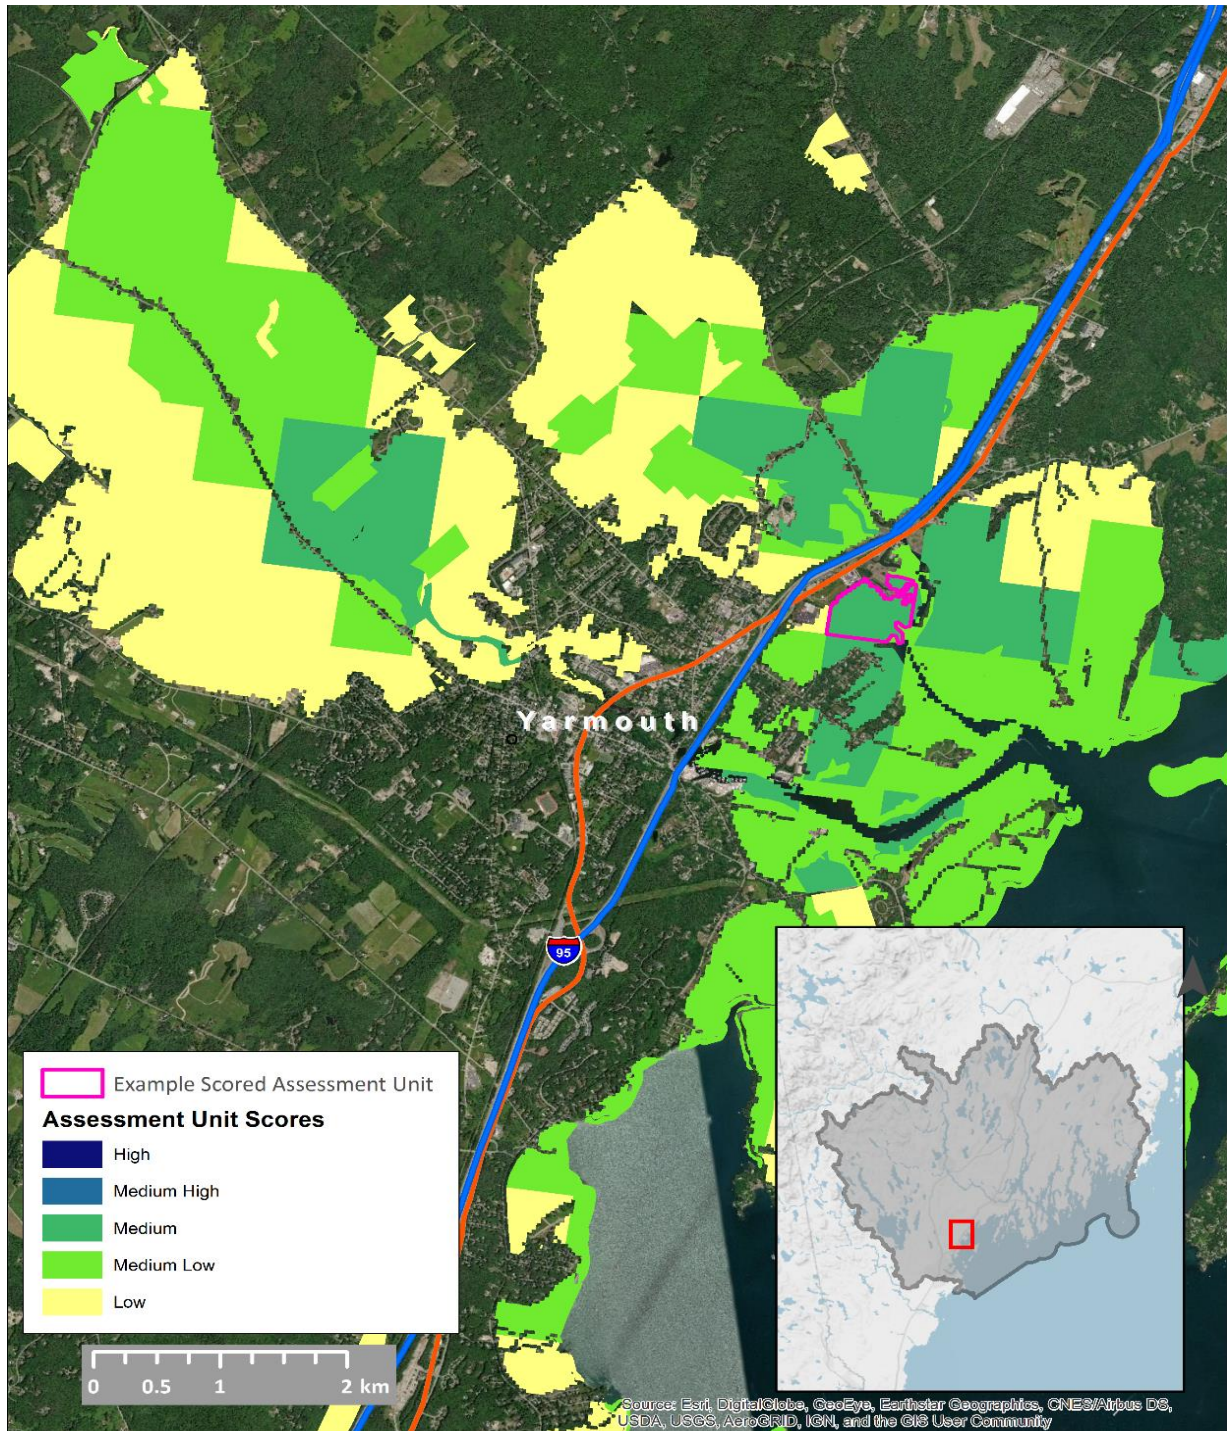 Yarmouth
95
N
Example Scored Assessment Unit
Assessment Unit Scores
High
Medium High
Medium
Medium Low
Low
0 0.5 1 2 km
Source: Esri, DigitalGlobe, GeoEye, Earthstar Geographics, CNES/Airbus DS,
USDA, USGS, AeroGRID, IGN, and the GIS User Community